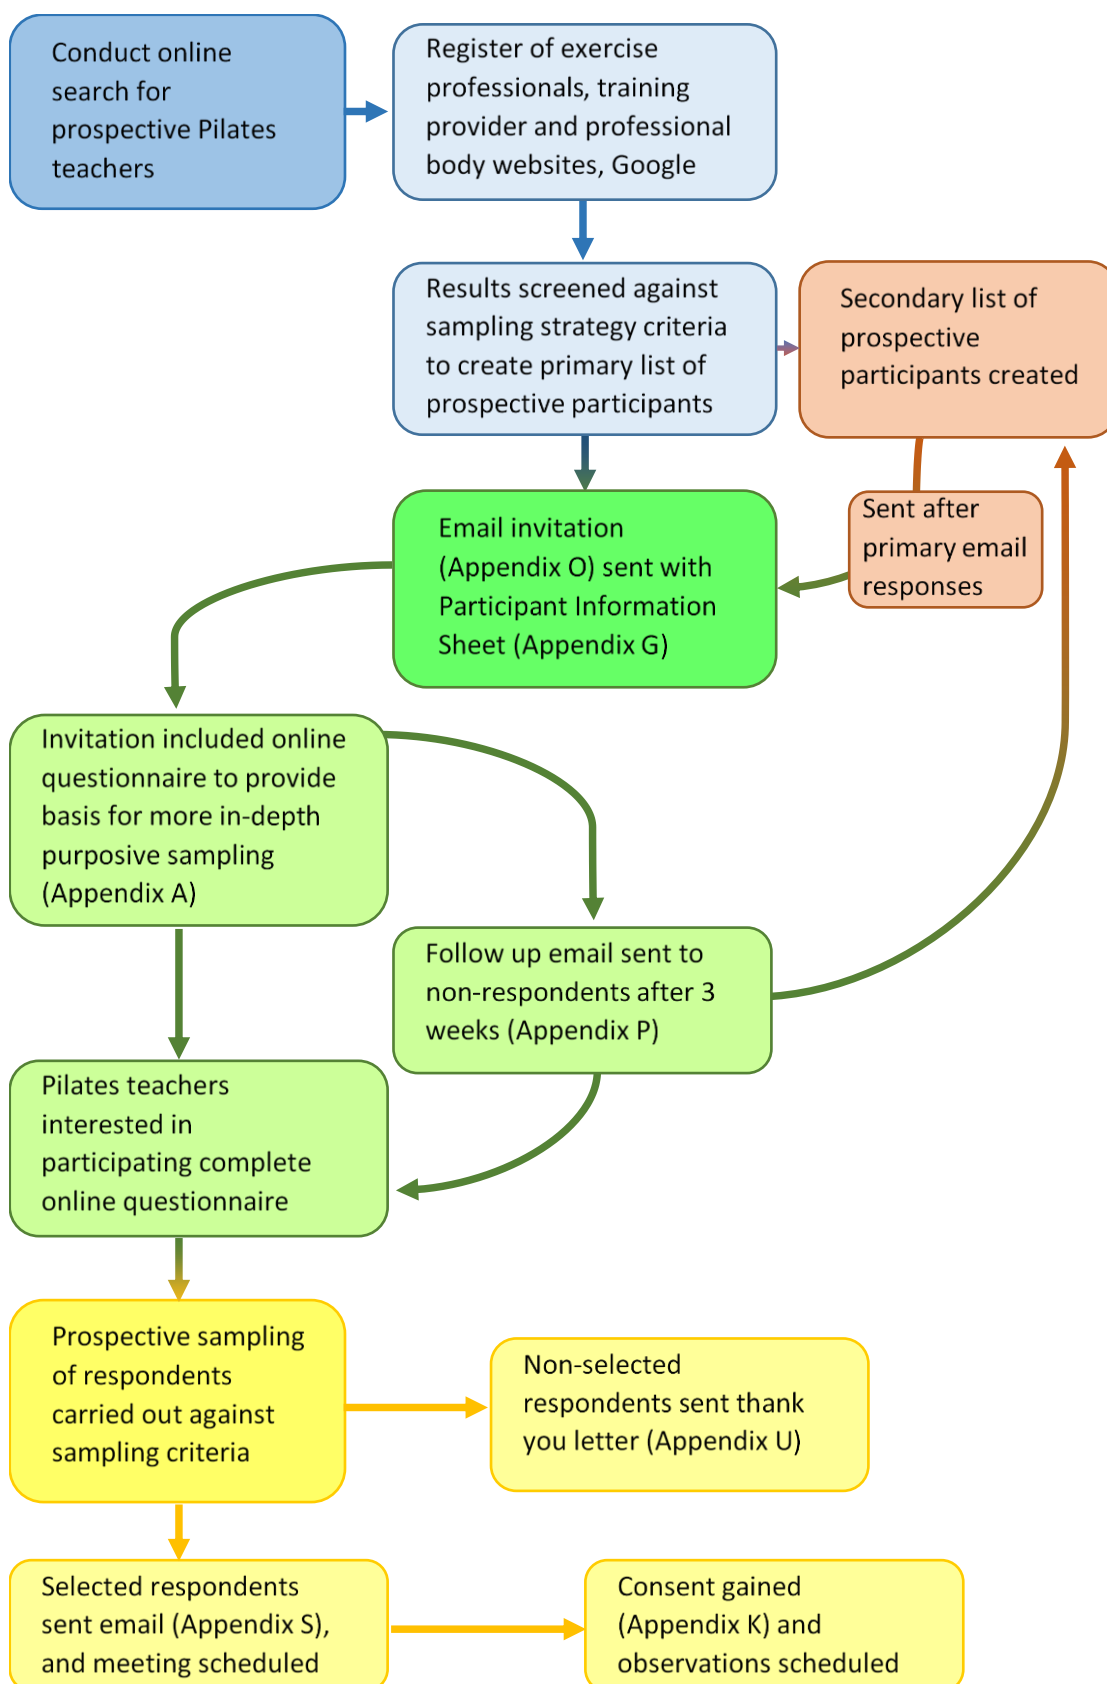 Conduct online
search for
prospective Pilates
teachers
Register of exercise
professionals, training
provider and professional
body websites, Google
Results screened against
sampling strategy criteria
to create primary list of
prospective participants
Secondary list of
prospective
participants created
Sent after
primary email
responses
Email invitation
(Appendix O) sent with
Participant Information
Sheet (Appendix G)
Invitation included online
questionnaire to provide
basis for more in-depth
purposive sampling
(Appendix A)
Follow up email sent to
non-respondents after 3
weeks (Appendix P)
Pilates teachers
interested in
participating complete
online questionnaire
Prospective sampling
of respondents
carried out against
sampling criteria
Non-selected
respondents sent thank
you letter (Appendix U)
Selected respondents
sent email (Appendix S),
and meeting scheduled
Consent gained
(Appendix K) and
observations scheduled